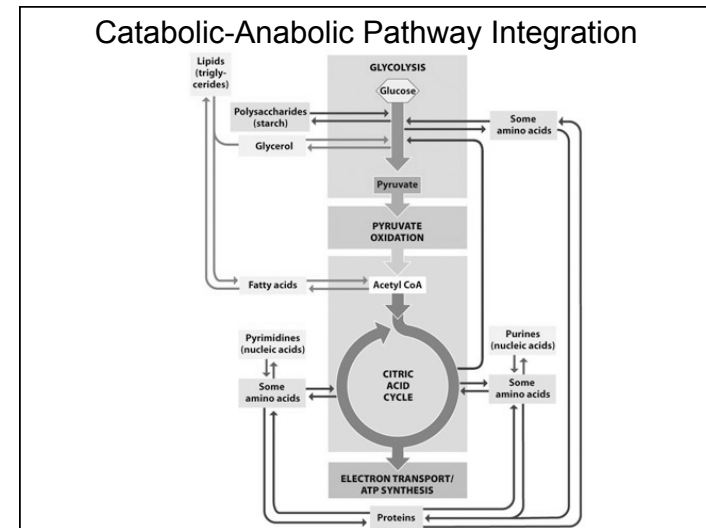 Catabolic-Anabolic Pathway Integration
Lipids
(trigly-
cerides)
GLYCOLYSIS
Glucose
Polysaccharides
(starch)
Some
amino acids
Glycerol
Pyruvate
PYRUVATE
OXIDATION
Fatty acids
Acetyl CoA
Pyrimidines
(nucleic acids)
Purines
(nucleic acids)
CITRIC
ACID
CYCLE
Some
amino acids
Some
amino acids
ELECTRON TRANSPORT/
ATP SYNTHESIS
Proteins